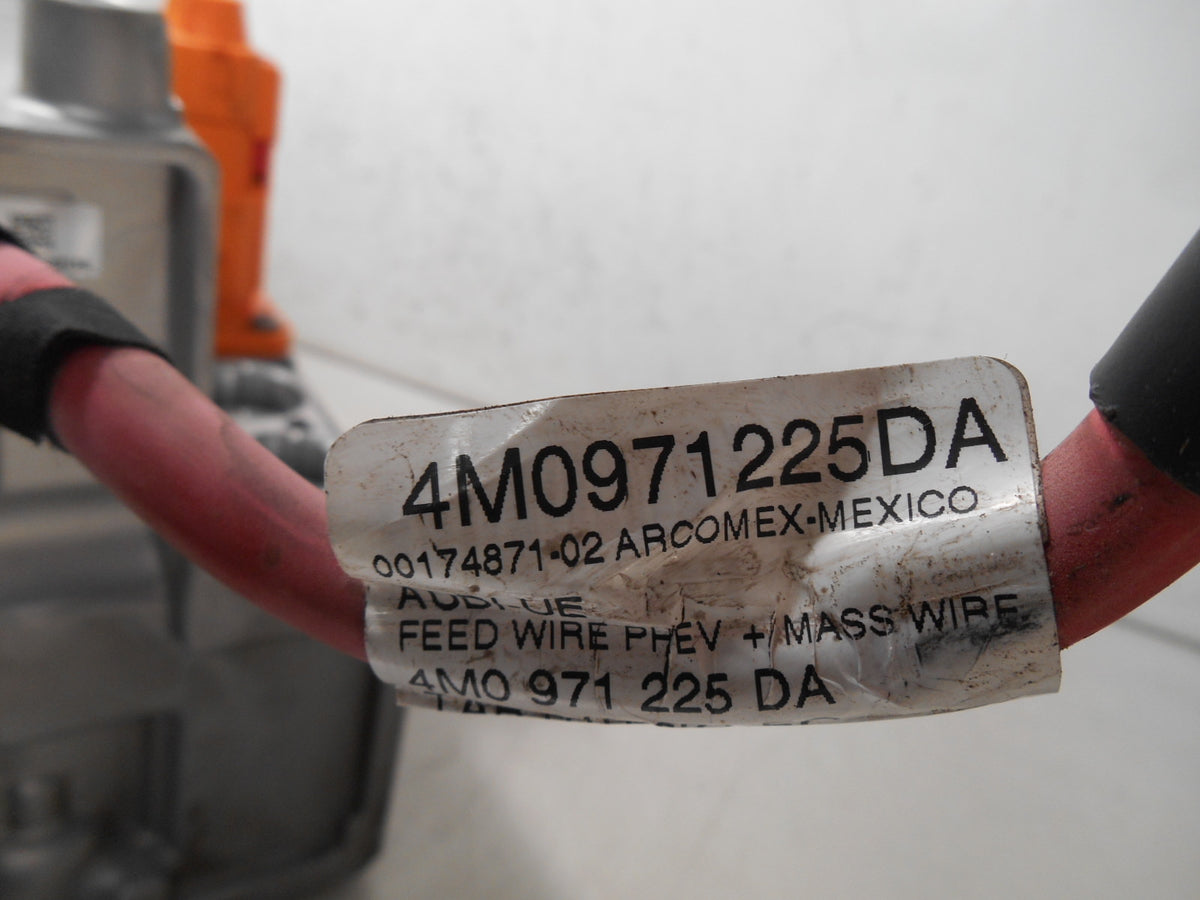 4M0971225DA
00174871-02 ARCOMEX-MEXICO
FEED WIRE PHEV + MASS WIRE
4M0 971 225 DA